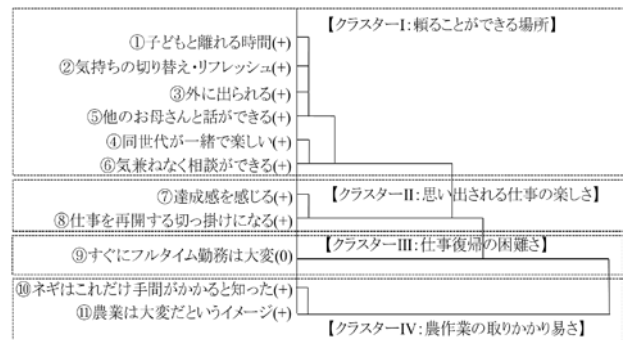 【クラスターI:頼ることができる場所】
①子どもと離れる時間(+)
②気持ちの切り替え・リフレッシュ(+)
③外に出られる(+)
⑤他のお母さんと話ができる(+)
④同世代が一緒で楽しい(+)
⑥気兼ねなく相談ができる(+)
⑦達成感を感じる(+)
【クラスターII:思い出される仕事の楽しさ】
⑧仕事を再開する切っ掛けになる(+)
【クラスターIII:仕事復帰の困難さ】
⑨すぐにフルタイム勤務は大変(0)
⑩ネギはこれだけ手間がかかると知った(+)
⑪農業は大変だというイメージ(+)
【クラスターIV:農作業の取りかかり易さ】